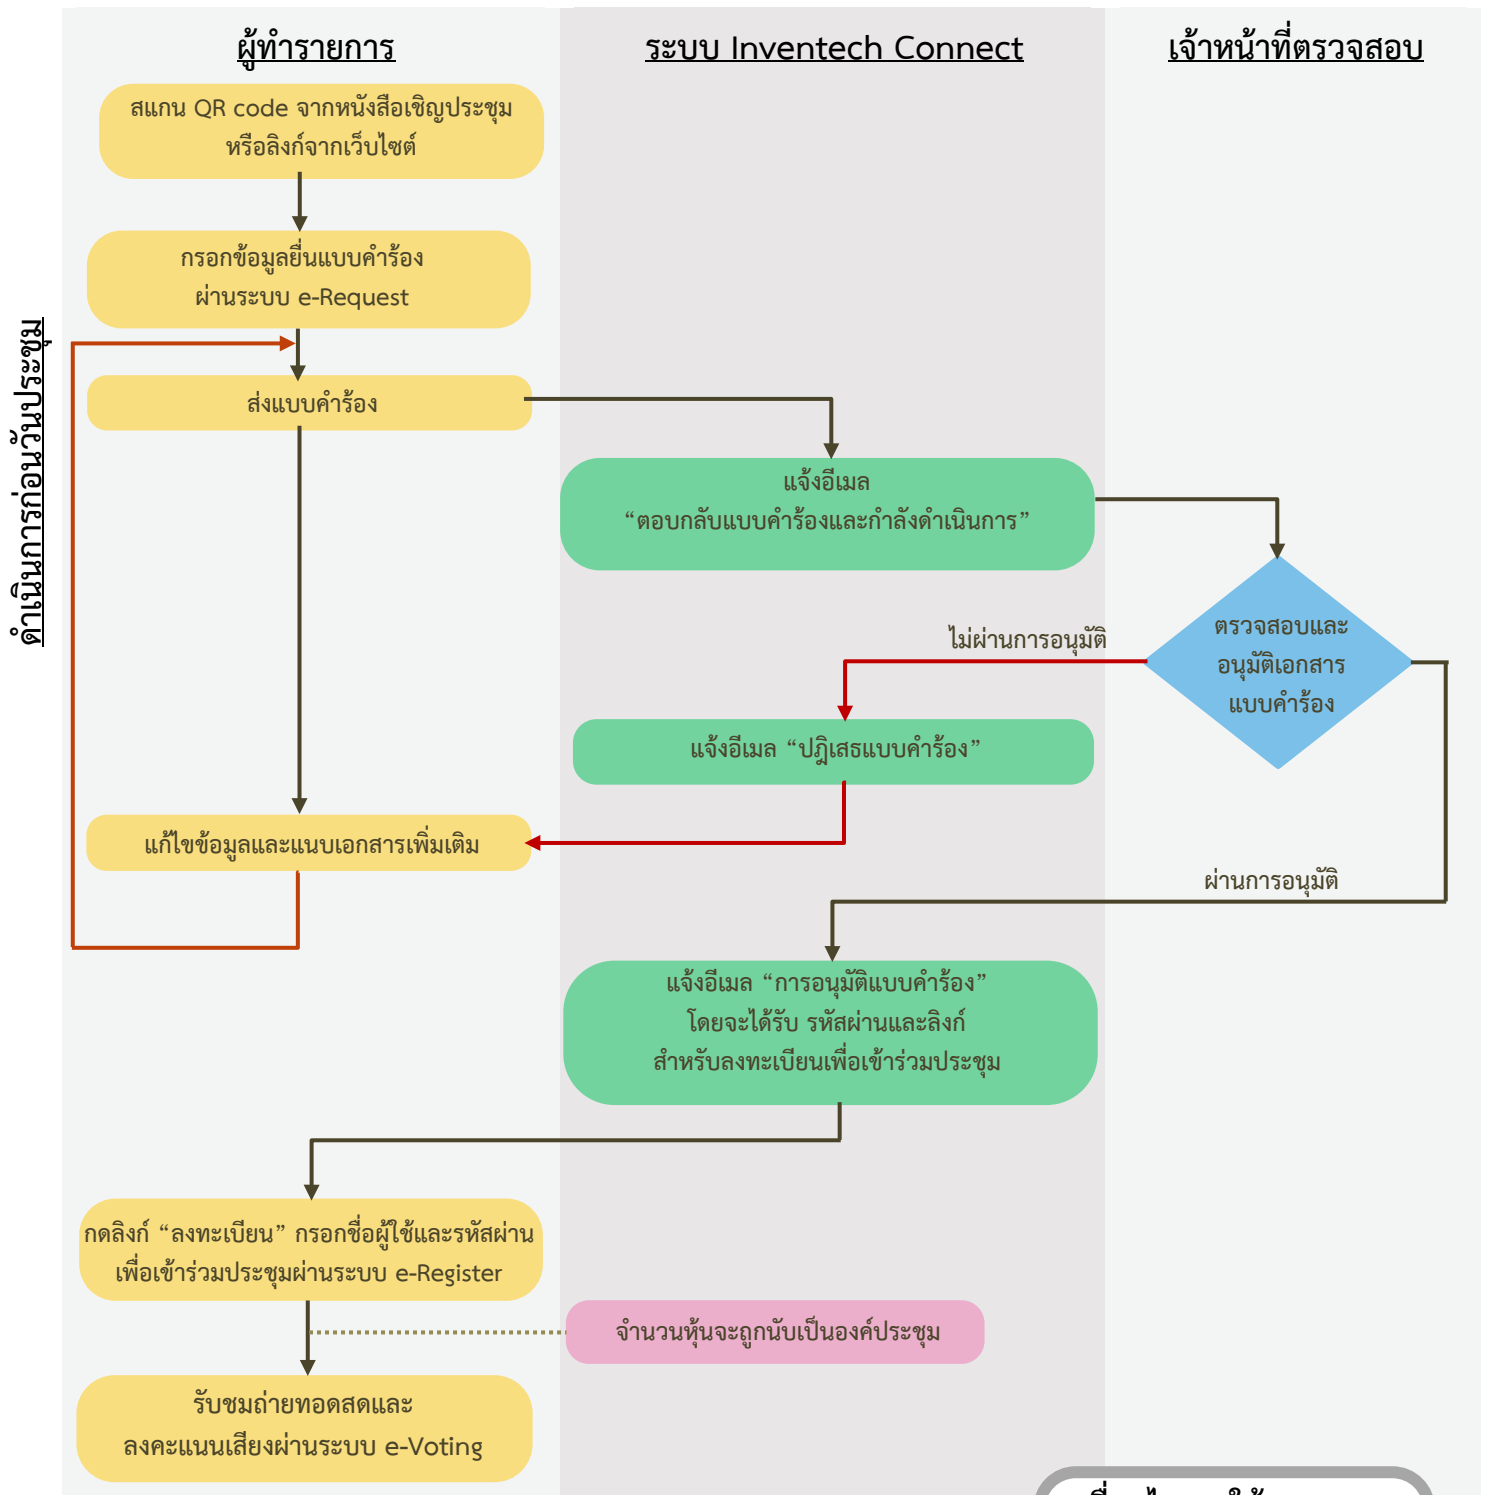 ผู้ทำรายการ
ระบบ Inventech Connect
เจ้าหน้าที่ตรวจสอบ
ดำเนินการก่อนวันประชุม
สแกน QR code จากหนังสือเชิญประชุม
หรือลิงก์จากเว็บไซต์
กรอกข้อมูลยื่นแบบคำร้อง
ผ่านระบบ e-Request
ส่งแบบคำร้อง
แจ้งอีเมล
“ตอบกลับแบบคำร้องและกำลังดำเนินการ”
ตรวจสอบและ
อนุมัติเอกสาร
แบบคำร้อง
ไม่ผ่านการอนุมัติ
แจ้งอีเมล “ปฎิเสธแบบคำร้อง”
แก้ไขข้อมูลและแนบเอกสารเพิ่มเติม
ผ่านการอนุมัติ
แจ้งอีเมล “การอนุมัติแบบคำร้อง”
โดยจะได้รับ รหัสผ่านและลิงก์
สำหรับลงทะเบียนเพื่อเข้าร่วมประชุม
กดลิงก์ “ลงทะเบียน” กรอกชื่อผู้ใช้และรหัสผ่าน
เพื่อเข้าร่วมประชุมผ่านระบบ e-Register
จำนวนหุ้นจะถูกนับเป็นองค์ประชุม
รับชมถ่ายทอดสดและ
ลงคะแนนเสียงผ่านระบบ e-Voting